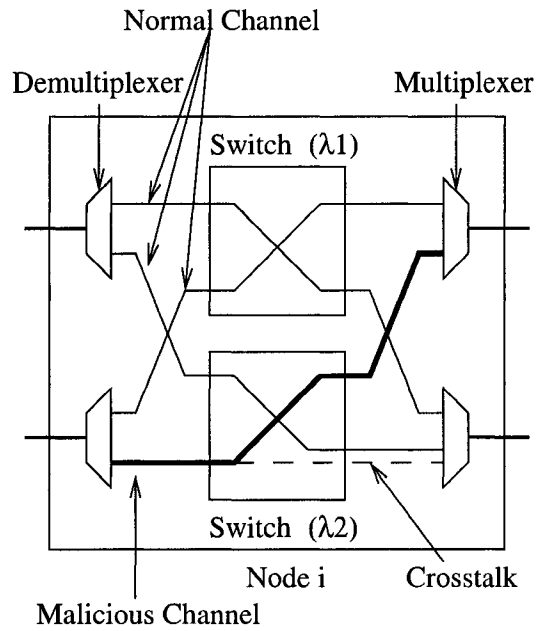 Normal Channel
Demultiplexer
Multiplexer
Switch (λ1)
Switch (λ2)
Node i
Crosstalk
Malicious Channel